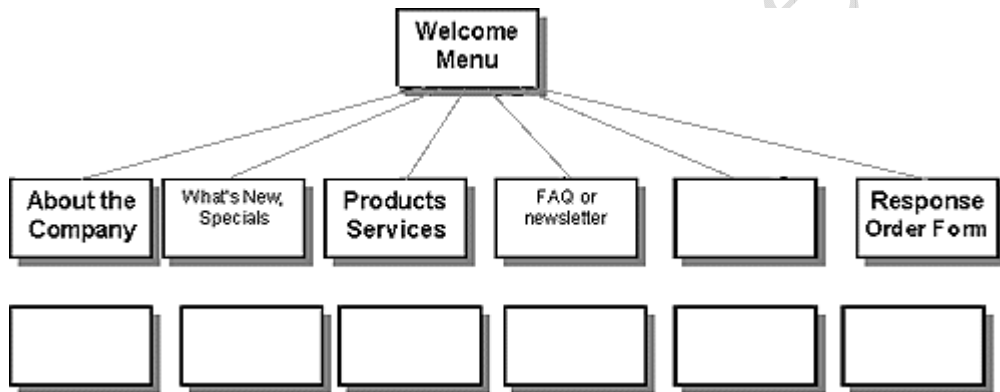 Welcome
Menu
About the
Company
What's New,
Specials
Products
Services
FAQ or
newsletter
Response
Order Form